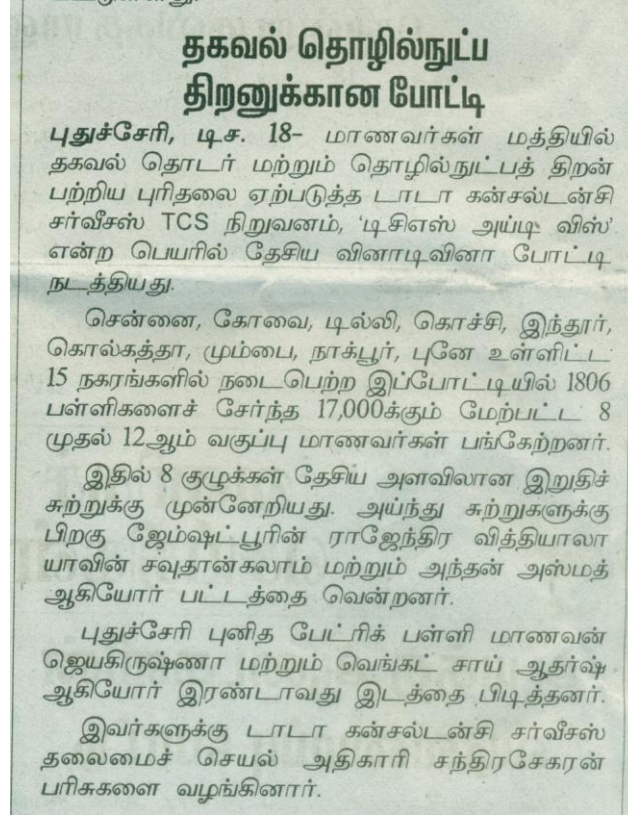 தகவல் தொழில்நுட்ப
திறனுக்கான போட்டி
புதுச்சேரி, டிச. 18- மாணவர்கள் மத்தியில்
தகவல் தொடர் மற்றும் தொழில்நுட்பத் திறன்
பற்றிய புரிதலை ஏற்படுத்த டாடா கன்சல்டன்சி
சர்வீசஸ் TCS நிறுவனம், 'டிசிஎஸ் அய்டி விஸ்'
என்ற பெயரில் தேசிய வினாடிவினா போட்டி
நடத்தியது.
சென்னை, கோவை, டில்லி, கொச்சி, இந்தூர்,
கொல்கத்தா, மும்பை, நாக்பூர், புனே உள்ளிட்ட
15 நகரங்களில் நடைபெற்ற இப்போட்டியில் 1806
பள்ளிகளைச் சேர்ந்த 17,000க்கும் மேற்பட்ட 8
முதல் 12ஆம் வகுப்பு மாணவர்கள் பங்கேற்றனர்.
இதில் 8 குழுக்கள் தேசிய அளவிலான இறுதிச்
சுற்றுக்கு முன்னேறியது. அய்ந்து சுற்றுகளுக்கு
பிறகு ஜேம்ஷட்பூரின் ராஜேந்திர வித்தியாலா
யாவின் சவுதான்கலாம் மற்றும் அந்தன் அஸ்மத்
ஆகியோர் பட்டத்தை வென்றனர்.
புதுச்சேரி புனித பேட்ரிக் பள்ளி மாணவன்
ஜெயகிருஷ்ணா மற்றும் வெங்கட் சாய் ஆதர்ஷ்
ஆகியோர் இரண்டாவது இடத்தை பிடித்தனர்.
இவர்களுக்கு டாடா கன்சல்டன்சி சர்வீசஸ்
தலைமைச் செயல் அதிகாரி சந்திரசேகரன்
பரிசுகளை வழங்கினார்.